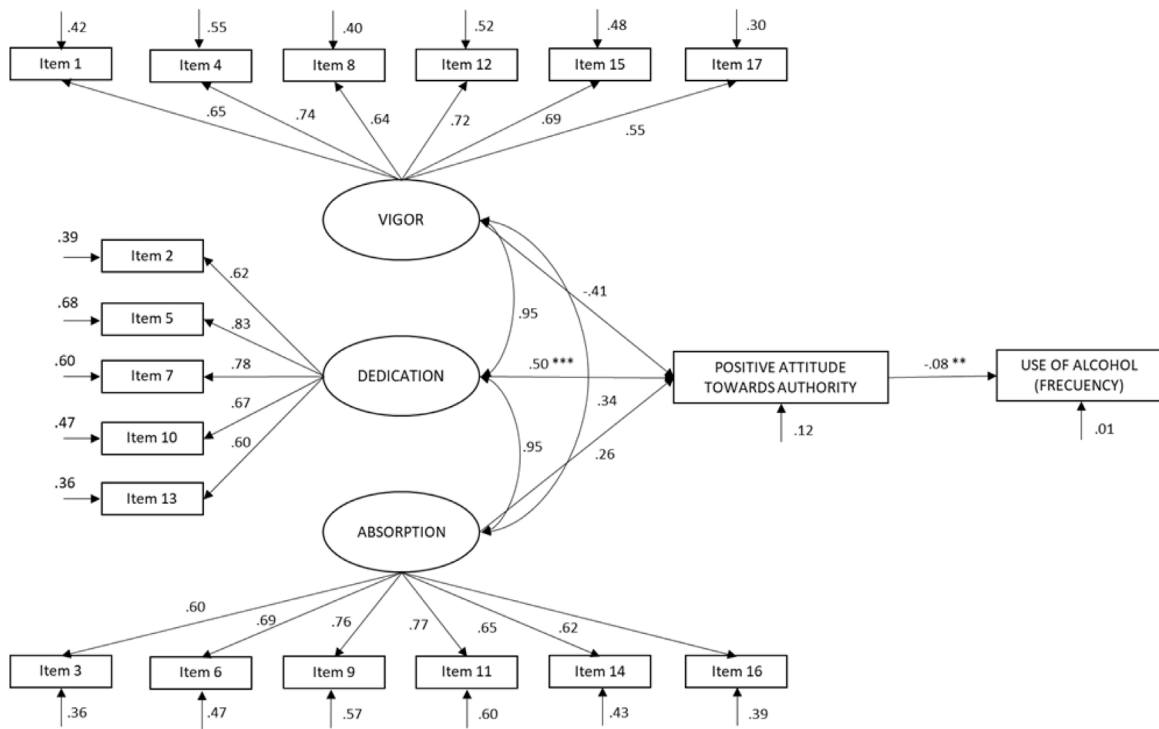 .42
.55
.40
.52
.48
.30
Item 1
Item 4
Item 8
Item 12
Item 15
Item 17
.65
.74
.64
.72
.69
.55
VIGOR
.39
Item 2
.62
.68
Item 5
.83
.60
Item 7
.78
.47
Item 10
.67
.36
Item 13
.60
DEDICATION
-.41
.95
.50 ***
.34
.95
.26
POSITIVE ATTITUDE
TOWARDS AUTHORITY
-.08 **
USE OF ALCOHOL
(FRECUENCY)
.12
.01
ABSORPTION
.60
.69
.76
.77
.65
.62
Item 3
Item 6
Item 9
Item 11
Item 14
Item 16
.36
.47
.57
.60
.43
.39